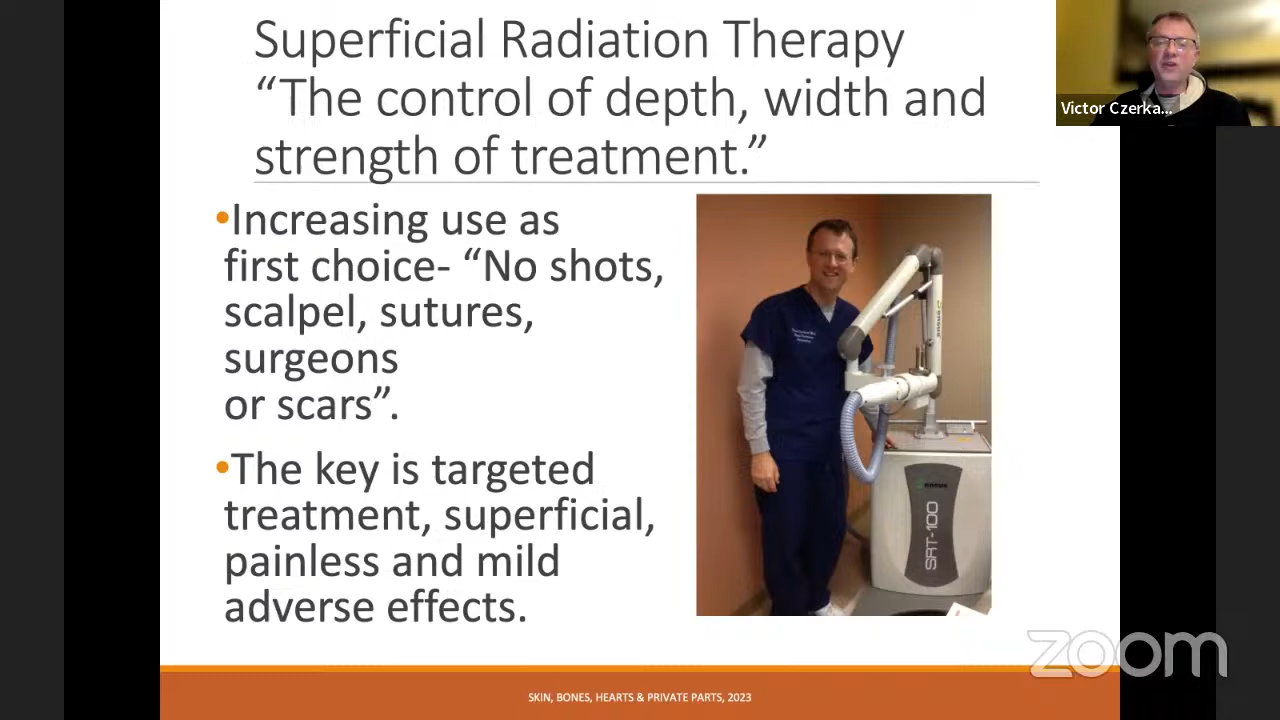 Superficial Radiation Therapy
“The control of depth, width and
strength of treatment.”
Victor Czerka...
•Increasing use as
first choice- “No shots,
scalpel, sutures,
surgeons
or scars”.
•The key is targeted
treatment, superficial,
painless and mild
adverse effects.
SRT-100
zoom
SKIN, BONES, HEARTS & PRIVATE PARTS, 2023